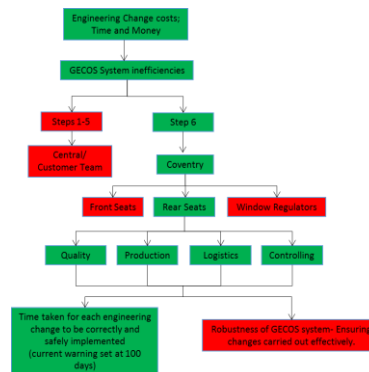 Engineering Change costs;
Time and Money
GECOS System inefficiencies
Steps 1-5
Step 6
Central/
Customer Team
Coventry
Front Seats
Rear Seats
Window Regulators
Quality
Production
Logistics
Controlling
Time taken for each engineering
change to be correctly and
safely implemented
(current warning set at 100
days)
Robustness of GECOS system- Ensuring
changes carried out effectively.